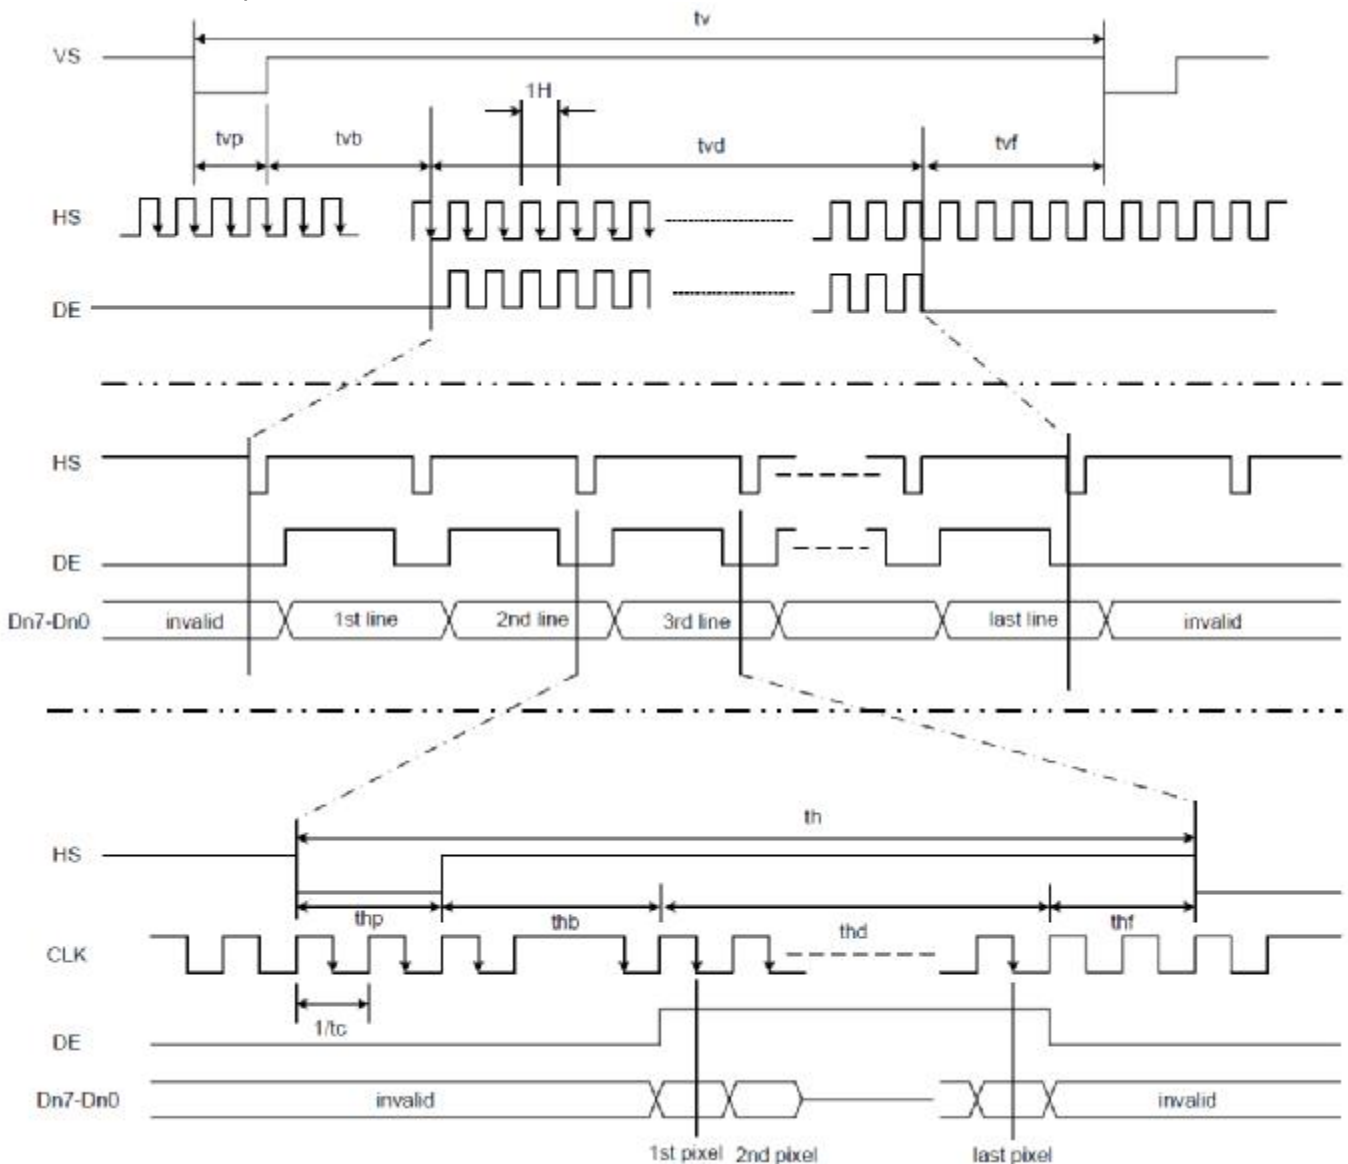 tv
VS
1H
tvp
tvb
tvd
tvf
HS
DE
HS
DE
Dn7-Dn0 invalid 1st line 2nd line 3rd line last line invalid
th
HS
thp thb thd thf
CLK
1/tc
DE
Dn7-Dn0 invalid invalid
1st pixel 2nd pixel last pixel